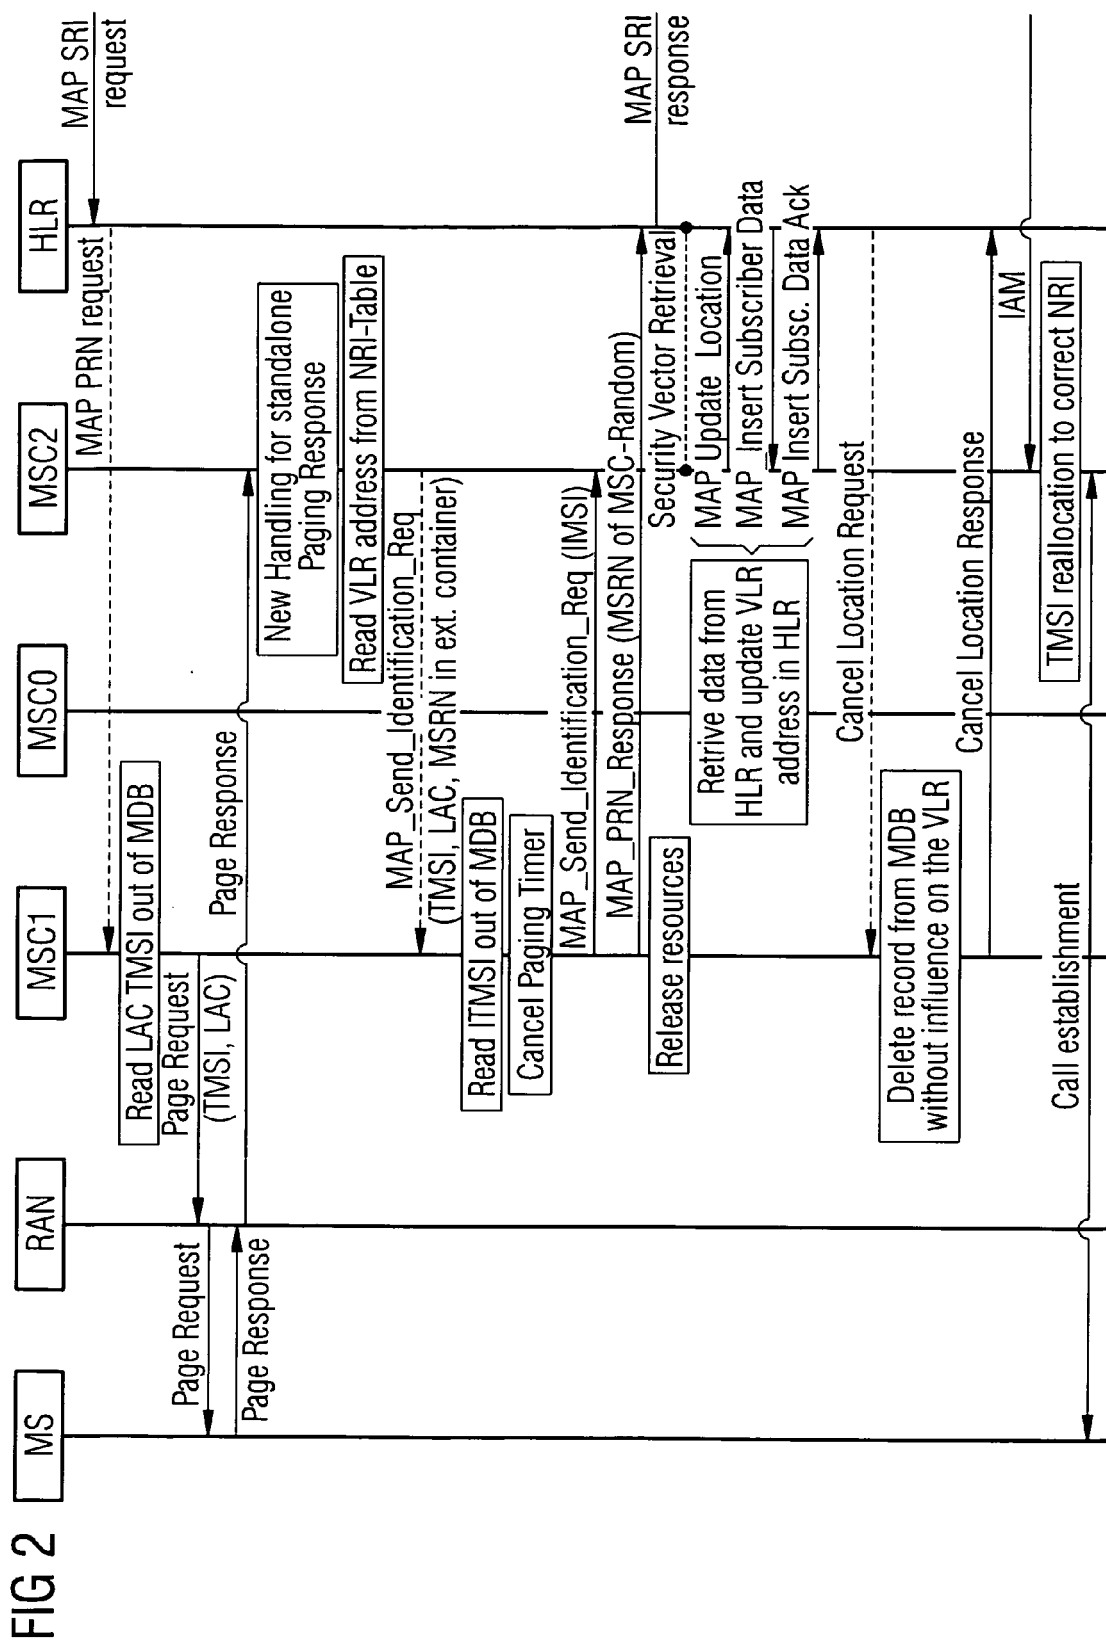 FIG 2
MS
RAN
MSC1
MSC0
MSC2
HLR
MAP SRI
request
MAP PRN request
Read LAC TMSI out of MDB
Page Request
(TMSI, LAC)
Page Request
Page Response
Page Response
New Handling for standalone
Paging Response
Read VLR address from NRI-Table
MAP_Send_Identification_Req
(TMSI, LAC, MSRN in ext. container)
Read ITMSI out of MDB
Cancel Paging Timer
MAP_Send_Identification_Req (IMSI)
MAP_PRN_Response (MSRN of MSC-Random)
MAP SRI
response
Release resources
Security Vector Retrieval
Retrive data from
HLR and update VLR
address in HLR
MAP Update Location
MAP Insert Subscriber Data
MAP Insert Subsc. Data Ack
Cancel Location Request
Delete record from MDB
without influence on the VLR
Cancel Location Response
IAM
TMSI reallocation to correct NRI
Call establishment